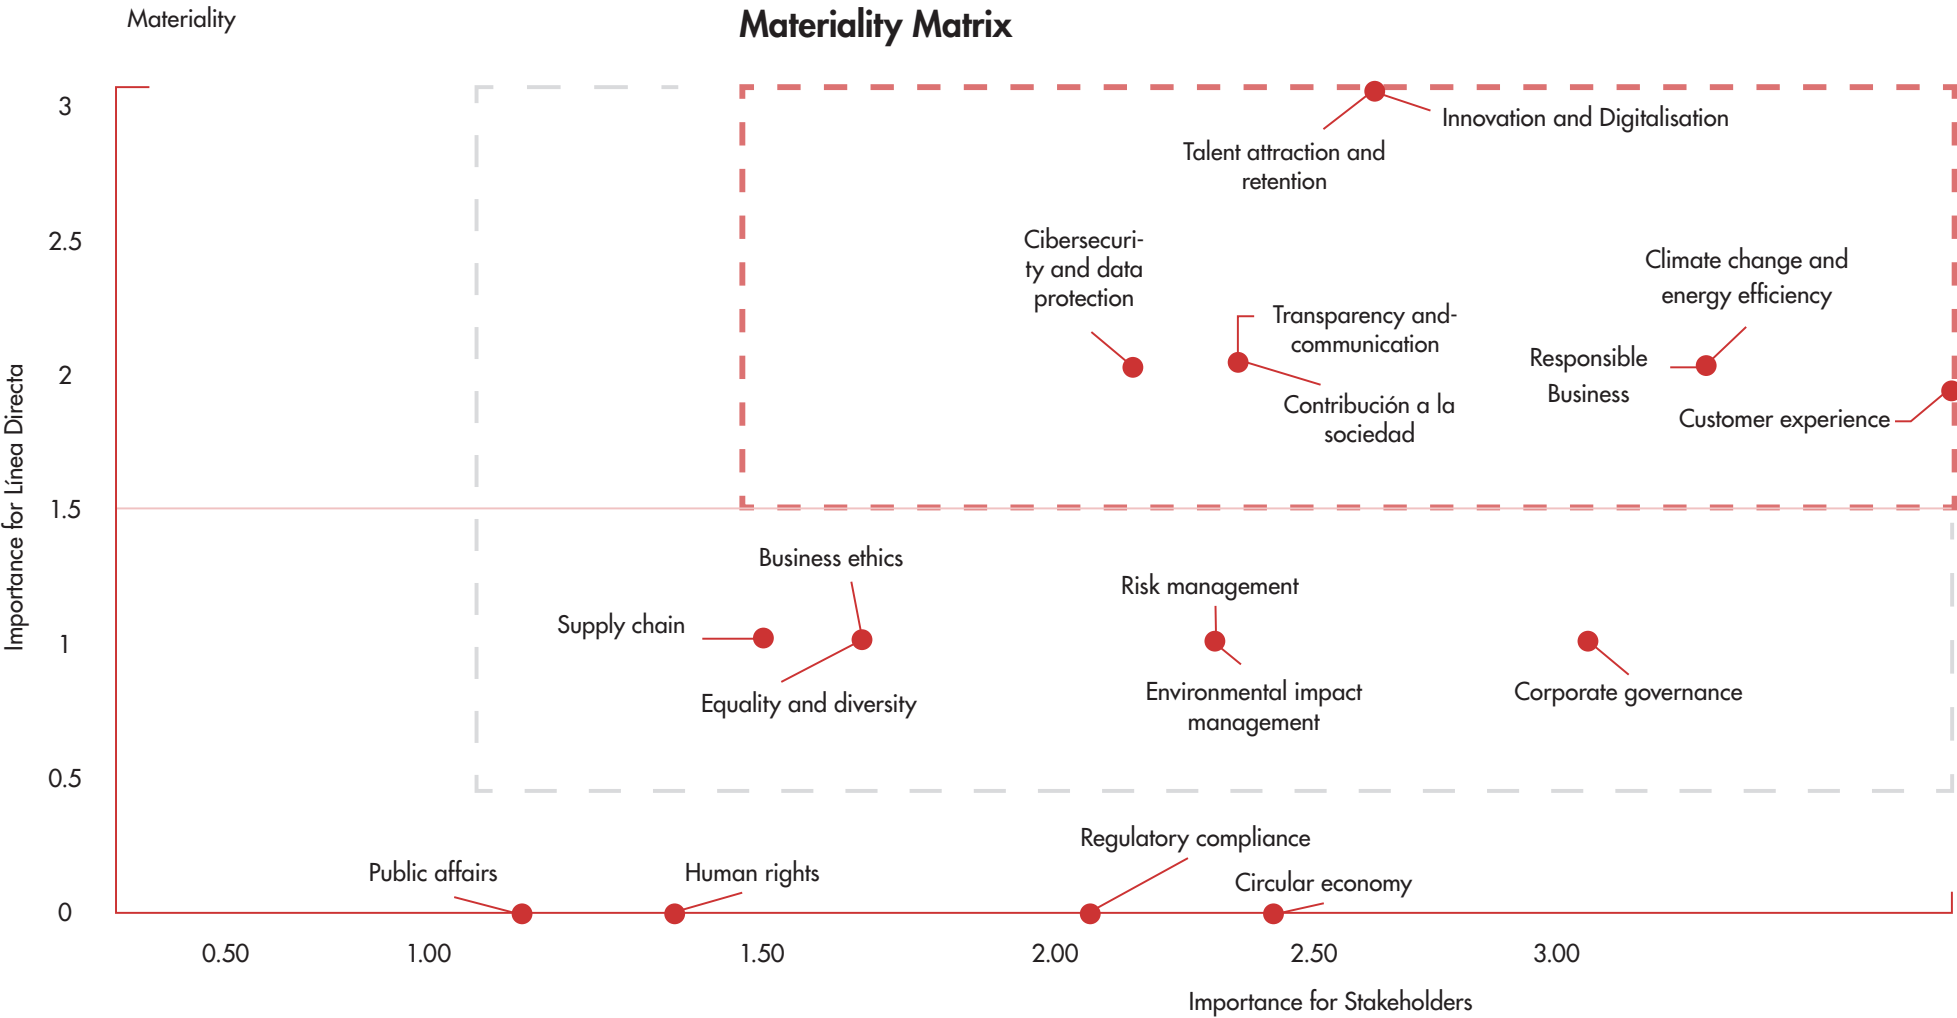 Materiality
Materiality Matrix
Importance for Línea Directa
3
2.5
2
1.5
1
0.5
0
Innovation and Digitalisation
Talent attraction and
retention
Cibersecuri-
ty and data
protection
Transparency and-
communication
Contribución a la
sociedad
Climate change and
energy efficiency
Responsible
Business
Customer experience
Business ethics
Supply chain
Equality and diversity
Risk management
Environmental impact
management
Corporate governance
Public affairs
Human rights
Regulatory compliance
Circular economy
0.50
1.00
1.50
2.00
2.50
3.00
Importance for Stakeholders